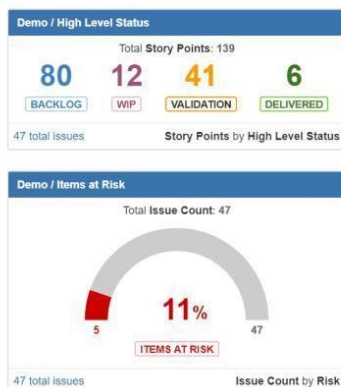 Demo / High Level Status
Total Story Points: 139
80 12 41 6
BACKLOG WIP VALIDATION DELIVERED
47 total issues Story Points by High Level Status
Demo / Items at Risk
Total Issue Count: 47
11%
5 47
ITEMS AT RISK
47 total issues Issue Count by Risk